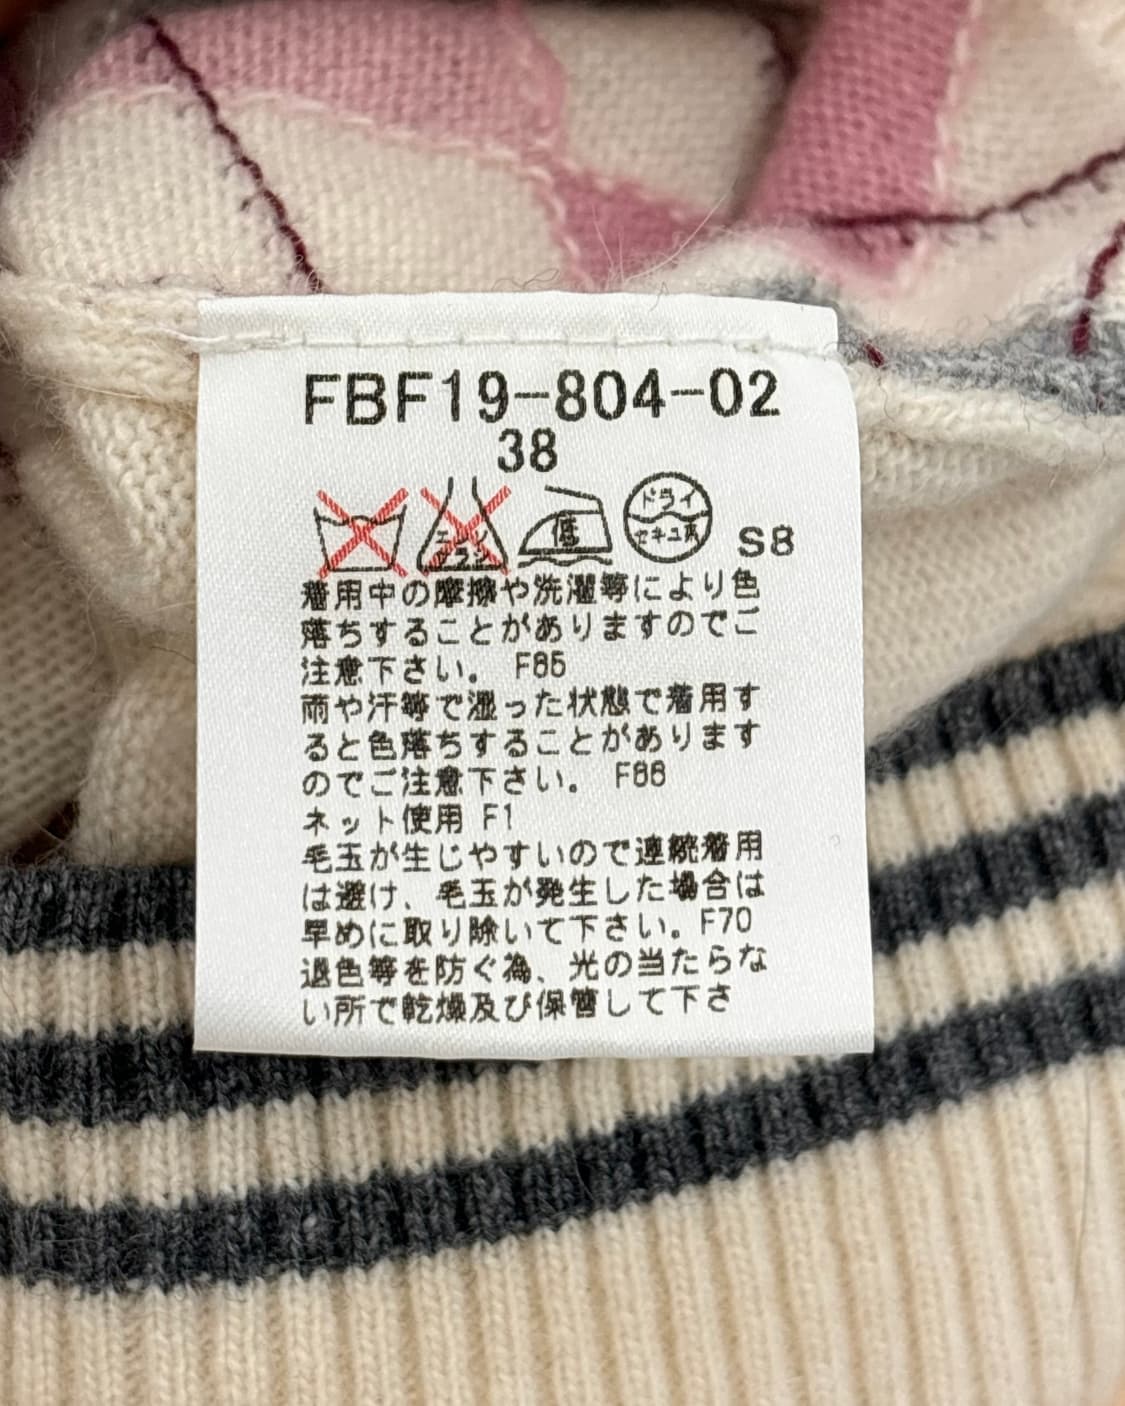 FBF19-804-02
38
エンソ
サラシ
低
ドライ
セキユ系
S8
着用中の摩擦や洗濯等により色
落ちすることがありますのでご
注意下さい。 F65
雨や汗等で湿った状態で着用す
ると色落ちすることがあります
のでご注意下さい。 F66
ネット使用 F1
毛玉が生じやすいので連続着用
は避け、毛玉が発生した場合は
早めに取り除いて下さい。F70
退色等を防ぐ為、光の当たらな
い所で乾燥及び保管して下さ